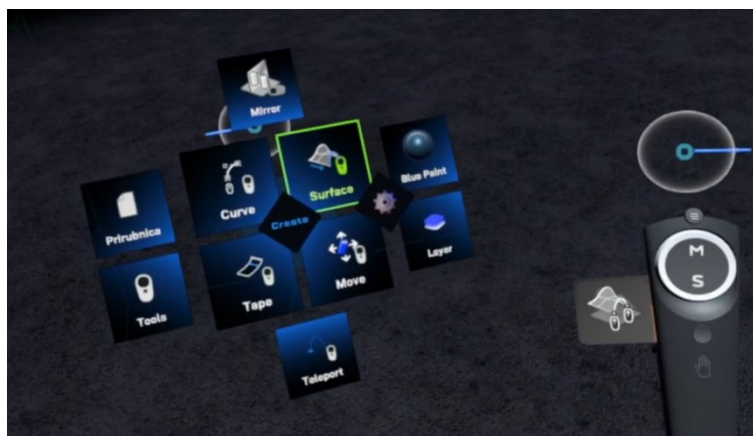 Mirror
Surface
Blue Paint
Curve
Prirubnica
Create
Layer
Move
Tape
Tools
Teleport
M
S